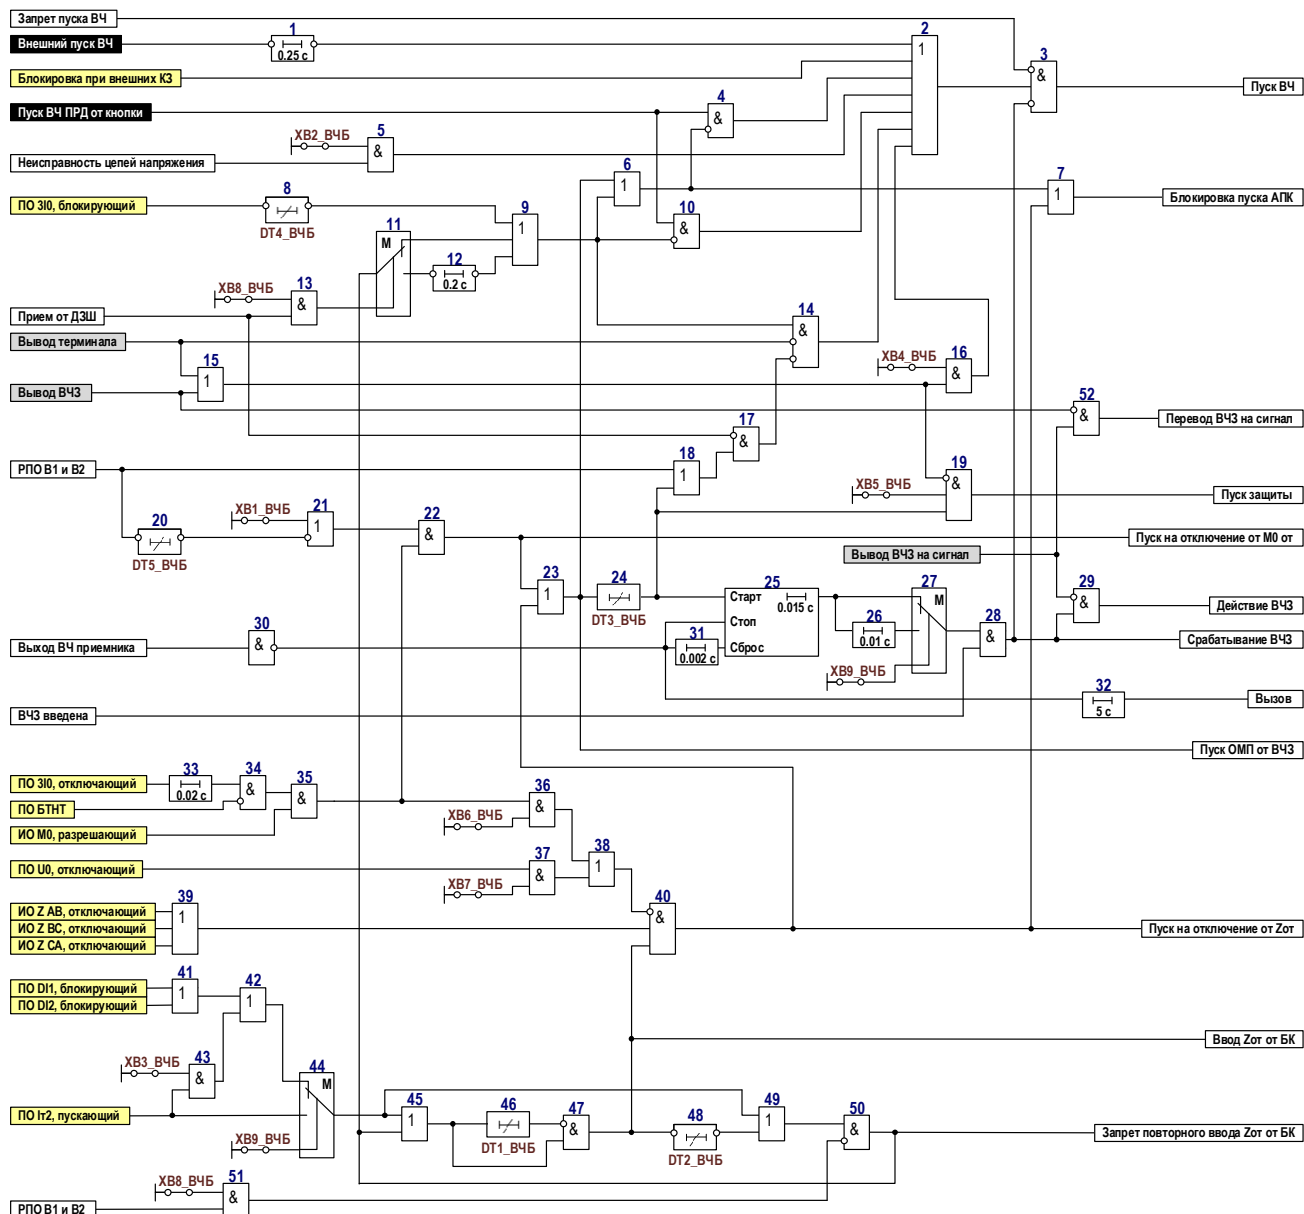 Запрет пуска ВЧ
Внешний пуск ВЧ
1
0.25 с
2
1
3
&
Пуск ВЧ
Блокировка при внешних КЗ
Пуск ВЧ ПРД от кнопки
4
&
XB2_ВЧБ
5
&
Неисправность цепей напряжения
6
1
7
1
Блокировка пуска АПК
ПО 3I0, блокирующий
8
DT4_ВЧБ
9
1
10
&
11
М
12
0.2 с
XB8_ВЧБ
13
&
Прием от ДЗШ
14
&
Вывод терминала
15
1
XB4_ВЧБ
16
&
Вывод ВЧЗ
52
&
Перевод ВЧЗ на сигнал
17
&
РПО В1 и В2
18
1
19
&
XB5_ВЧБ
Пуск защиты
20
DT5_ВЧБ
XB1_ВЧБ
21
1
22
&
Пуск на отключение от М0 от
Вывод ВЧЗ на сигнал
23
1
24
DT3_ВЧБ
25
Старт
0.015 с
Стоп
Сброс
26
0.01 с
27
М
XB9_ВЧБ
28
&
29
&
Действие ВЧЗ
Срабатывание ВЧЗ
Выход ВЧ приемника
30
&
31
0.002 с
32
5 с
Вызов
ВЧЗ введена
Пуск ОМП от ВЧЗ
ПО 3I0, отключающий
33
0.02 с
34
&
35
&
ПО БТНТ
ИО М0, разрешающий
36
&
XB6_ВЧБ
ПО U0, отключающий
37
&
XB7_ВЧБ
38
1
39
1
ИО Z АВ, отключающий
ИО Z ВС, отключающий
ИО Z СА, отключающий
40
&
Пуск на отключение от Zот
ПО DI1, блокирующий
ПО DI2, блокирующий
41
1
42
1
Ввод Zот от БК
XB3_ВЧБ
43
&
44
М
ПО Iт2, пускающий
XB9_ВЧБ
45
1
46
DT1_ВЧБ
47
&
48
DT2_ВЧБ
49
1
50
&
Запрет повторного ввода Zот от БК
XB8_ВЧБ
51
&
РПО В1 и В2